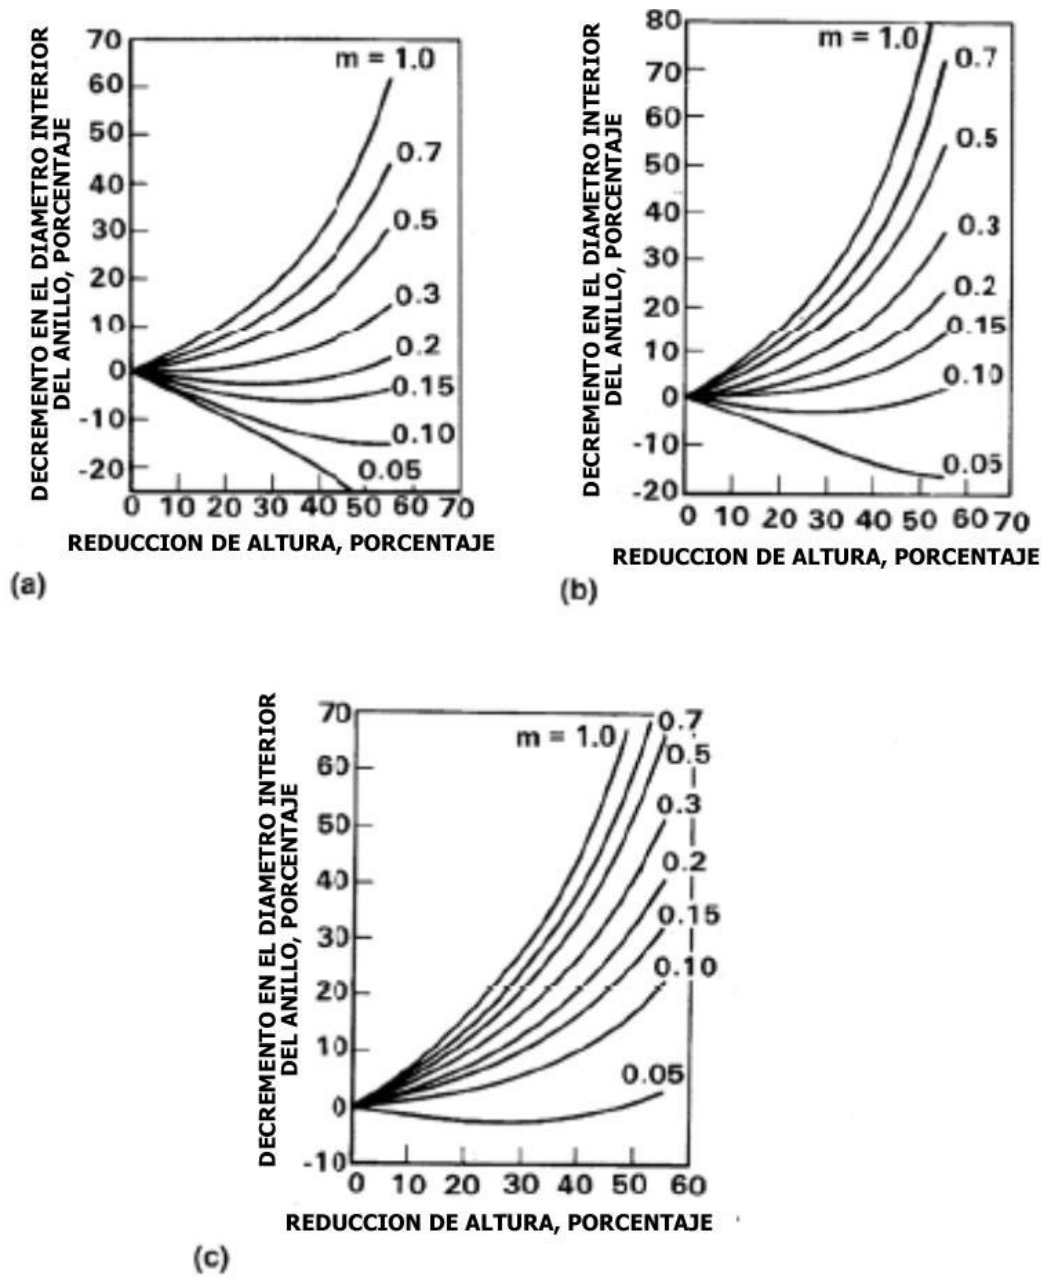 DECREMENTO EN EL DIAMETRO INTERIOR
DEL ANILLO, PORCENTAJE
70
60
50
40
30
20
10
0
-10
-20
m = 1.0
0.7
0.5
0.3
0.2
0.15
0.10
0.05
0 10 20 30 40 50 60 70
REDUCCION DE ALTURA, PORCENTAJE
(a)
DECREMENTO EN EL DIAMETRO INTERIOR
DEL ANILLO, PORCENTAJE
80
70
60
50
40
30
20
10
0
-10
-20
m = 1.0
0.7
0.5
0.3
0.2
0.15
0.10
0.05
0 10 20 30 40 50 60 70
REDUCCION DE ALTURA, PORCENTAJE
(b)
DECREMENTO EN EL DIAMETRO INTERIOR
DEL ANILLO, PORCENTAJE
70
60
50
40
30
20
10
0
-10
m = 1.0
0.7
0.5
0.3
0.2
0.15
0.10
0.05
0 10 20 30 40 50 60
REDUCCION DE ALTURA, PORCENTAJE
(c)